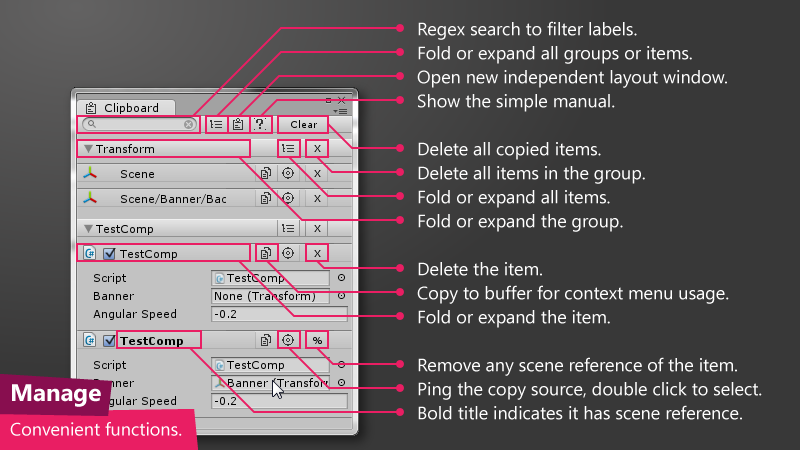 Regex search to filter labels.
Fold or expand all groups or items.
Open new independent layout window.
Show the simple manual.
Clipboard
?
Clear
Delete all copied items.
Transform
X
Delete all items in the group.
Scene
Fold or expand all items.
Scene/Banner/Bac
Fold or expand the group.
TestComp
X
C# TestComp
X
Delete the item.
Script
TestComp
Copy to buffer for context menu usage.
Banner
None (Transform)
Fold or expand the item.
Angular Speed
-0.2
C# TestComp
%
Remove any scene reference of the item.
Script
TestComp
Ping the copy source, double click to select.
Banner (Transfor
Bold title indicates it has scene reference.
Speed
-0.2
Manage
Convenient functions.